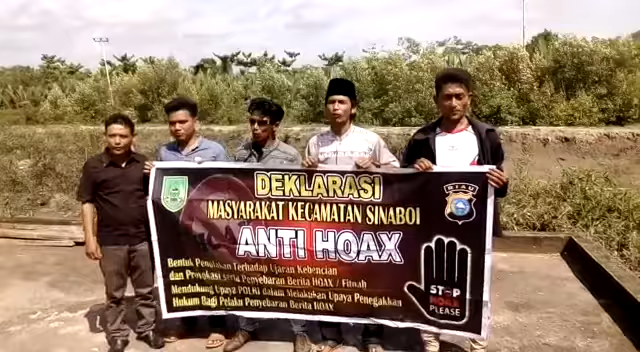 DEKLARASI
MASYARAKAT KECAMATAN SINABOI
ANTI HOAX
Bentuk Penolakan Terhadap Ujaran Kebencian
dan Provokasi serta Penyebaran Berita HOAX / Fitnah
Mendukung Upaya POLRI dalam Melakukan Upaya Penegakkan
Hukum Bagi Pelaku Penyebaran Berita HOAX
RIAU
STOP
HOAX
PLEASE